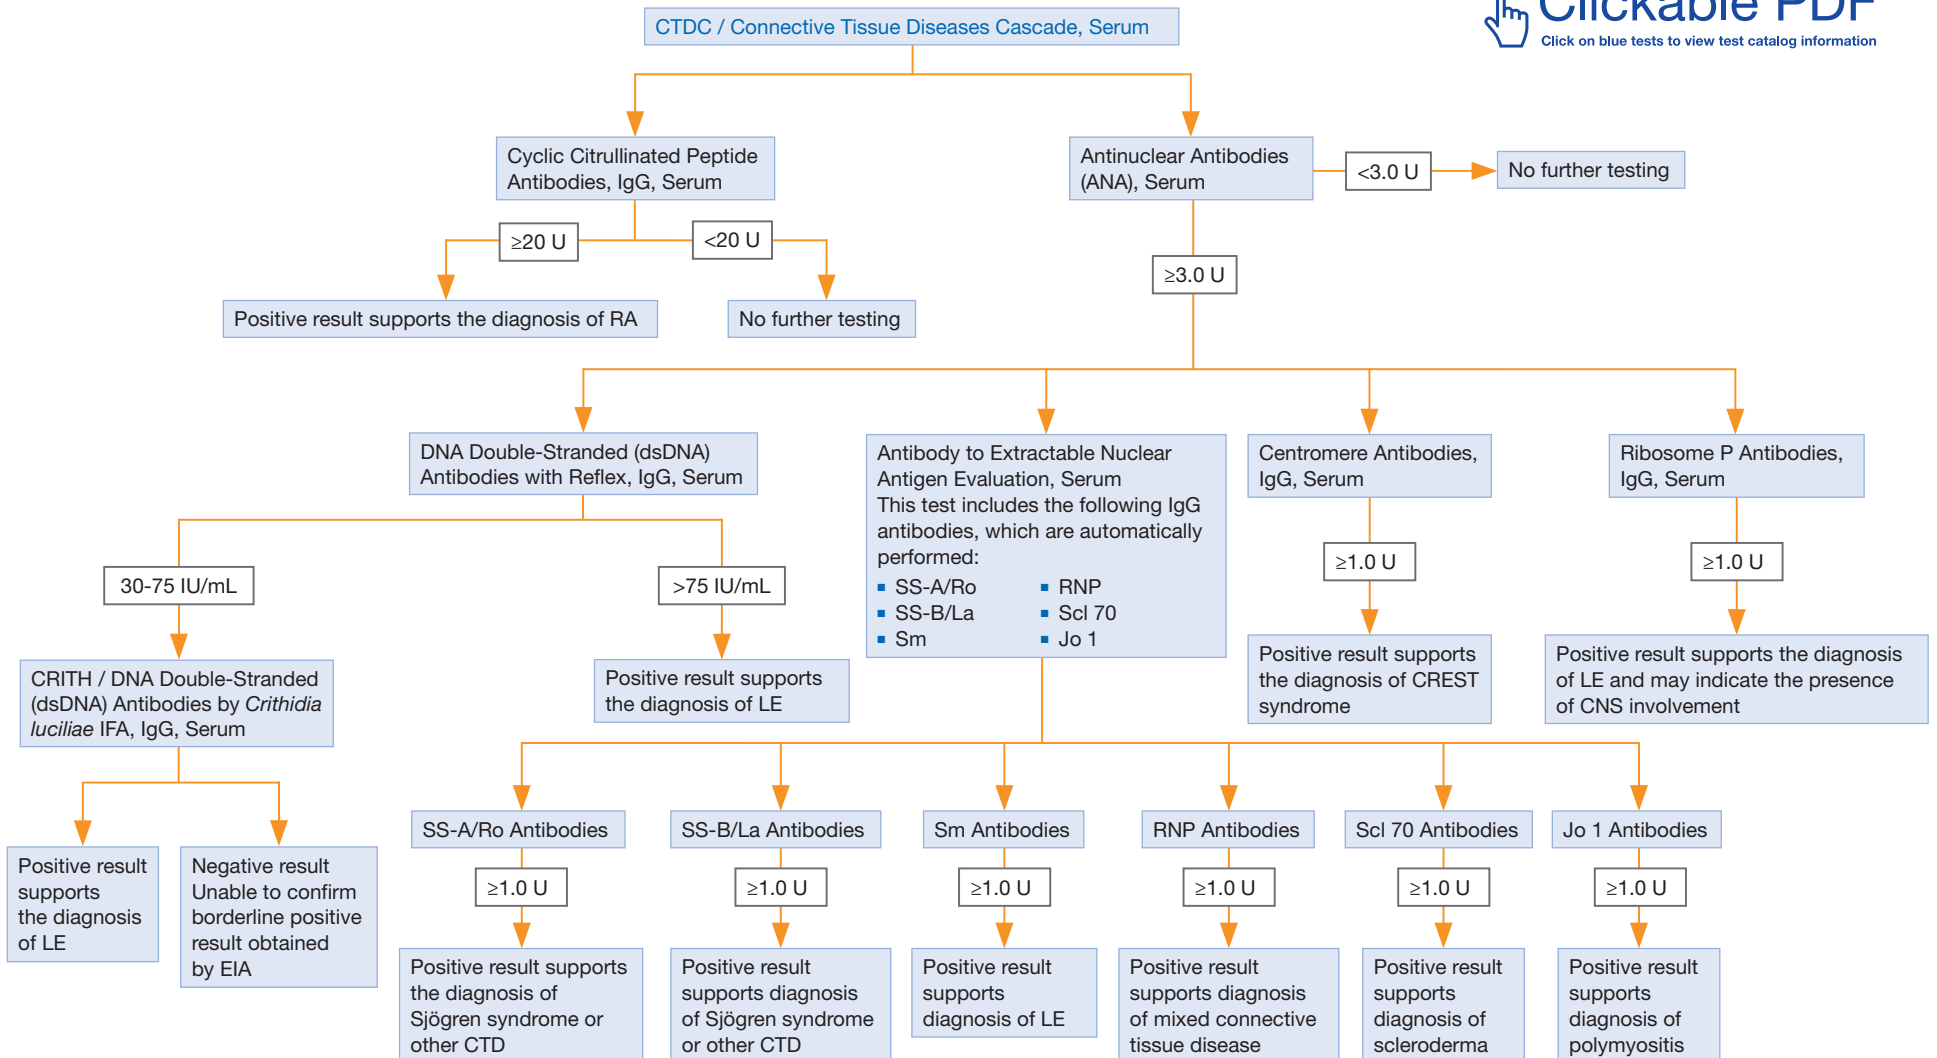 Clickable PDF
Click on blue tests to view test catalog information
CTDC / Connective Tissue Diseases Cascade, Serum
Cyclic Citrullinated Peptide
Antibodies, IgG, Serum
Antinuclear Antibodies
(ANA), Serum
<3.0 U
No further testing
≥20 U
<20 U
≥3.0 U
Positive result supports the diagnosis of RA
No further testing
DNA Double-Stranded (dsDNA)
Antibodies with Reflex, IgG, Serum
Antibody to Extractable Nuclear
Antigen Evaluation, Serum
This test includes the following IgG
antibodies, which are automatically
performed:
▪ SS-A/Ro
▪ SS-B/La
▪ Sm
▪ RNP
▪ Scl 70
▪ Jo 1
Centromere Antibodies,
IgG, Serum
Ribosome P Antibodies,
IgG, Serum
30-75 IU/mL
>75 IU/mL
≥1.0 U
≥1.0 U
CRITH / DNA Double-Stranded
(dsDNA) Antibodies by Crithidia
luciliae IFA, IgG, Serum
Positive result supports
the diagnosis of LE
Positive result supports
the diagnosis of CREST
syndrome
Positive result supports the diagnosis
of LE and may indicate the presence
of CNS involvement
Positive result
supports
the diagnosis
of LE
Negative result
Unable to confirm
borderline positive
result obtained
by EIA
SS-A/Ro Antibodies
SS-B/La Antibodies
Sm Antibodies
RNP Antibodies
Scl 70 Antibodies
Jo 1 Antibodies
≥1.0 U
≥1.0 U
≥1.0 U
≥1.0 U
≥1.0 U
≥1.0 U
Positive result supports
the diagnosis of
Sjögren syndrome or
other CTD
Positive result
supports diagnosis
of Sjögren syndrome
or other CTD
Positive result
supports
diagnosis of LE
Positive result
supports diagnosis
of mixed connective
tissue disease
Positive result
supports
diagnosis of
scleroderma
Positive result
supports
diagnosis of
polymyositis